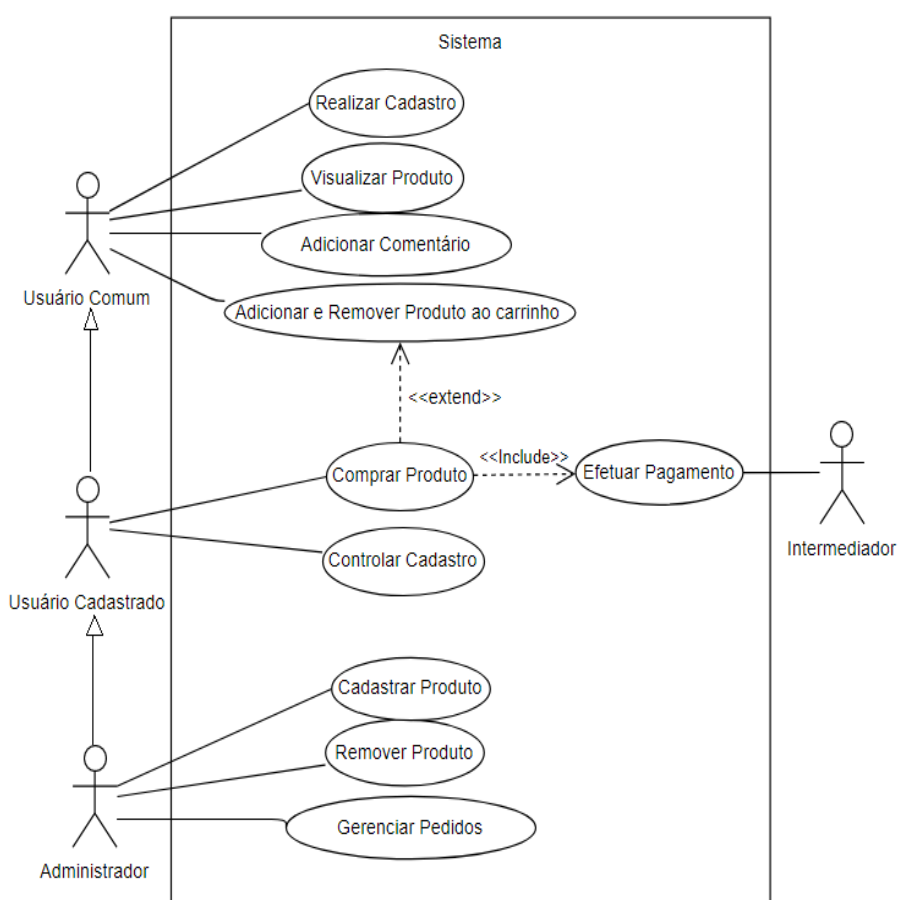 Sistema
Realizar Cadastro
Visualizar Produto
Adicionar Comentário
Usuário Comum
Adicionar e Remover Produto ao carrinho
<<extend>>
<<Include>>
Comprar Produto
Efetuar Pagamento
Intermediador
Controlar Cadastro
Usuário Cadastrado
Cadastrar Produto
Remover Produto
Gerenciar Pedidos
Administrador